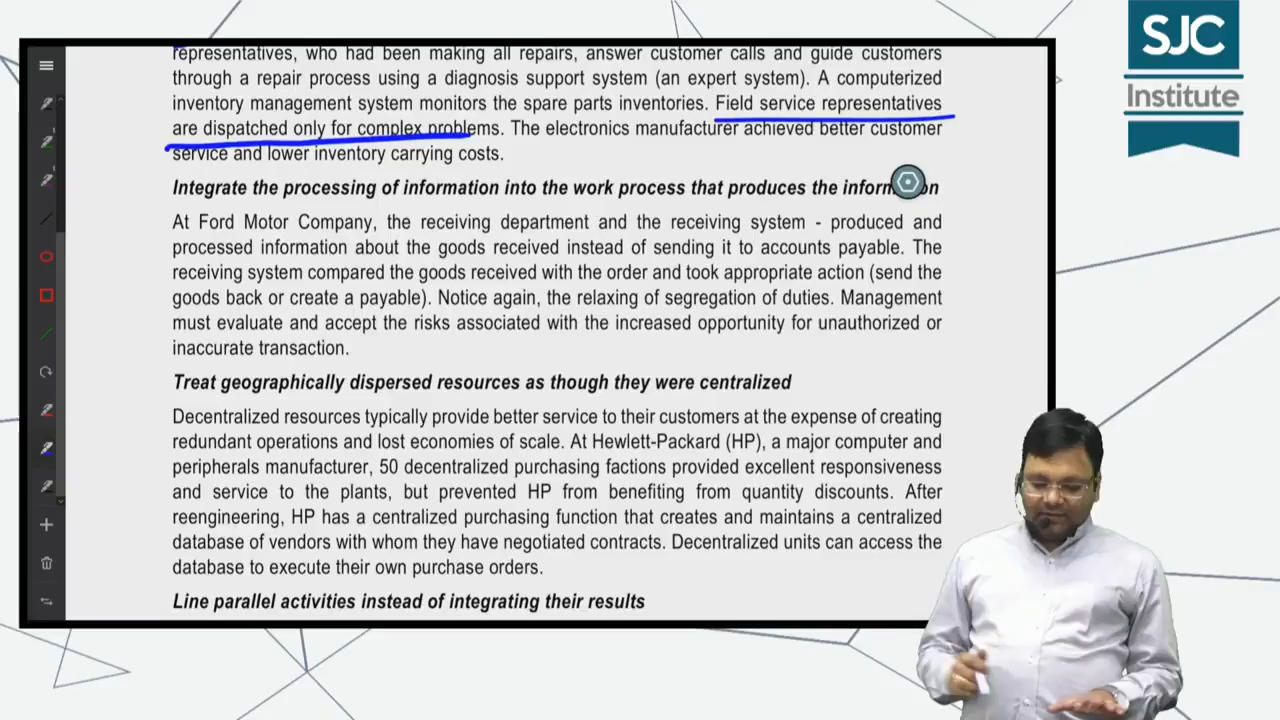 SJC
Institute
representatives, who had been making all repairs, answer customer calls and guide customers
through a repair process using a diagnosis support system (an expert system). A computerized
inventory management system monitors the spare parts inventories. Field service representatives
are dispatched only for complex problems. The electronics manufacturer achieved better customer
service and lower inventory carrying costs.
Integrate the processing of information into the work process that produces the
At Ford Motor Company, the receiving department and the receiving system - produced and
processed information about the goods received instead of sending it to accounts payable. The
receiving system compared the goods received with the order and took appropriate action (send the
goods back or create a payable). Notice again, the relaxing of segregation of duties. Management
must evaluate and accept the risks associated with the increased opportunity for unauthorized or
inaccurate transaction.
Treat geographically dispersed resources as though they were centralized
Decentralized resources typically provide better service to their customers at the expense of creating
redundant operations and lost economies of scale. At Hewlett-Packard (HP), a major computer and
peripherals manufacturer, 50 decentralized purchasing factions provided excellent responsiveness
and service to the plants, but prevented HP from benefiting from quantity discounts. After
reengineering, HP has a centralized purchasing function that creates and maintains a centralized
database of vendors with whom they have negotiated contracts. Decentralized units can access the
database to execute their own purchase orders.
Line parallel activities instead of integrating their results